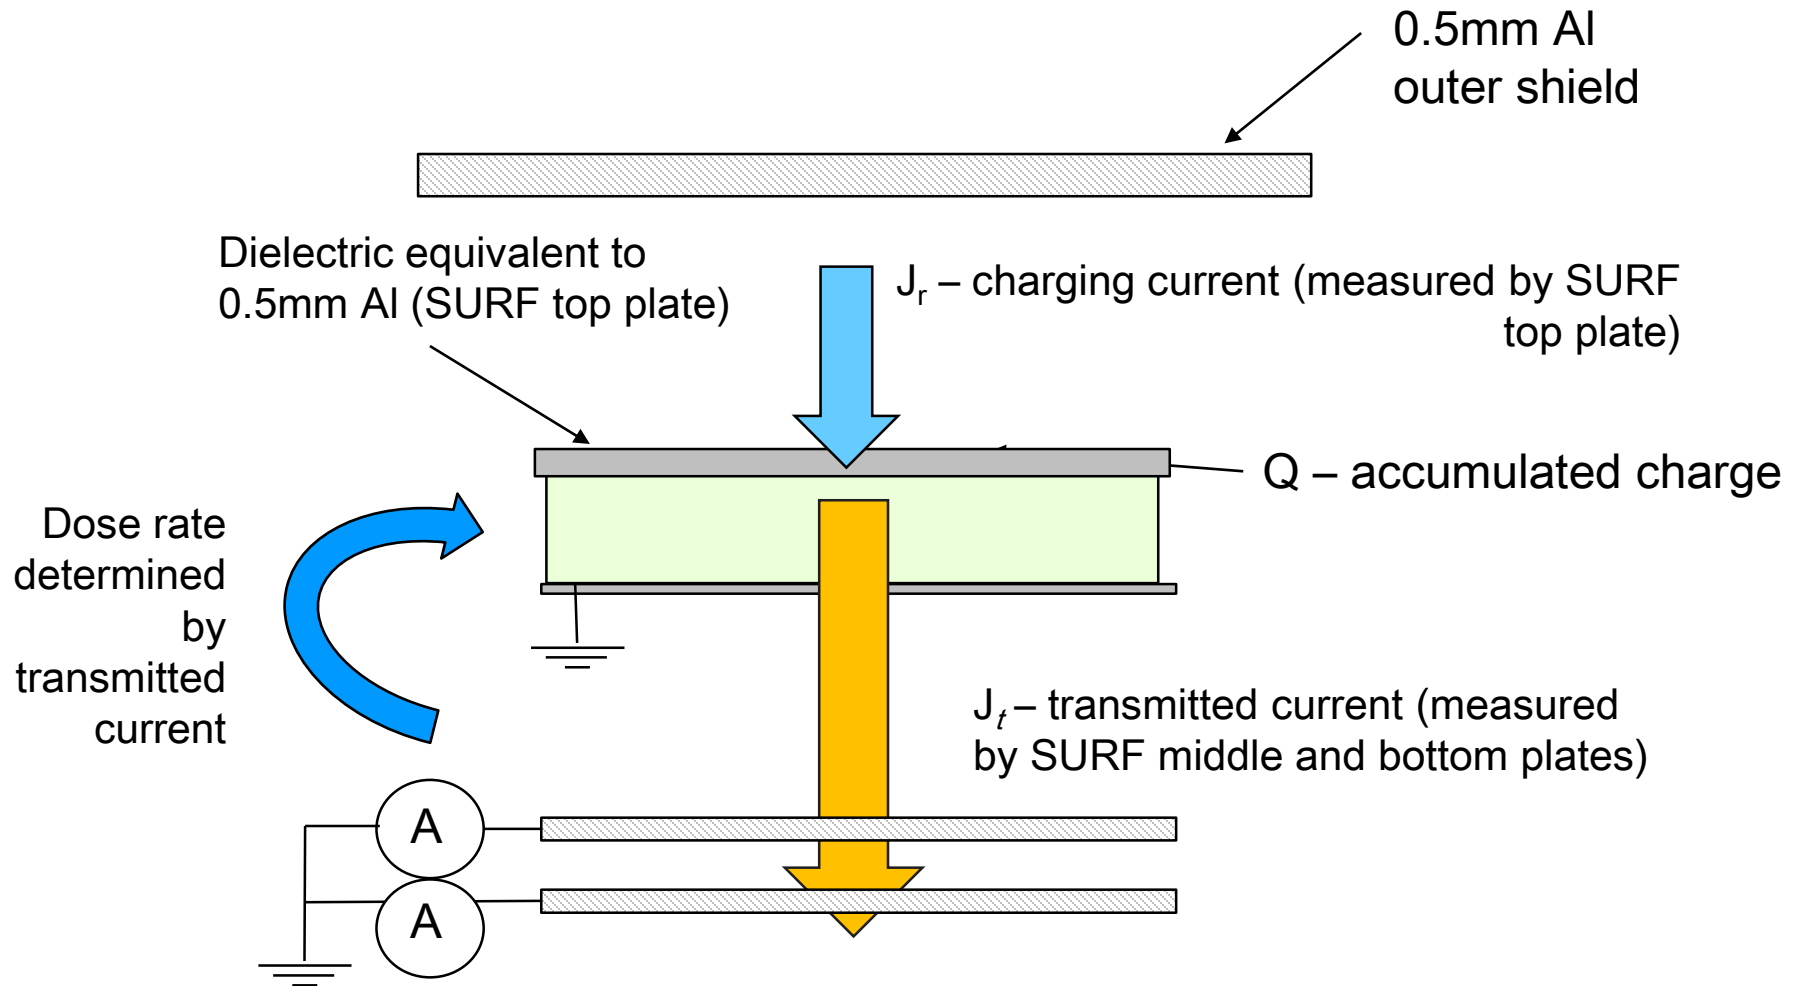 0.5mm Al
outer shield
Dielectric equivalent to
0.5mm Al (SURF top plate)
Jr – charging current (measured by SURF
top plate)
Q – accumulated charge
Dose rate
determined
by
transmitted
current
Jt – transmitted current (measured
by SURF middle and bottom plates)
A
A